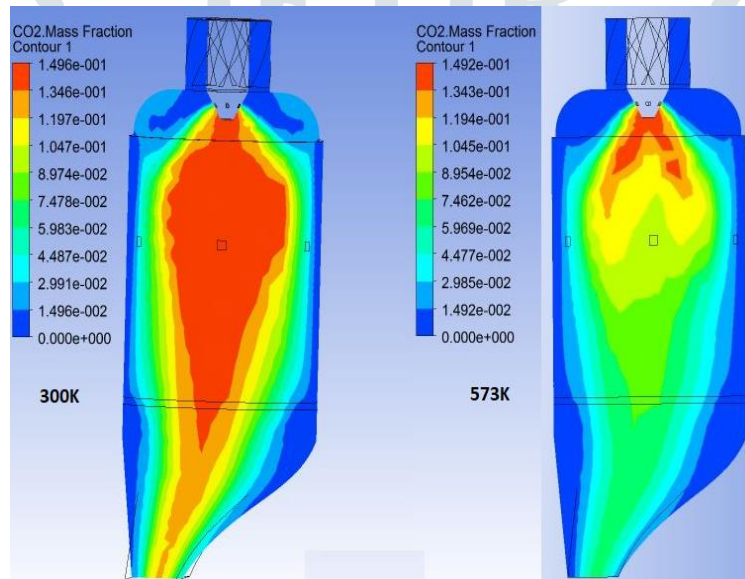 CO2.Mass Fraction
Contour 1
1.496e-001
1.346e-001
1.197e-001
1.047e-001
8.974e-002
7.478e-002
5.983e-002
4.487e-002
2.991e-002
1.496e-002
0.000e+000
300K
CO2.Mass Fraction
Contour 1
1.492e-001
1.343e-001
1.194e-001
1.045e-001
8.954e-002
7.462e-002
5.969e-002
4.477e-002
2.985e-002
1.492e-002
0.000e+000
573K